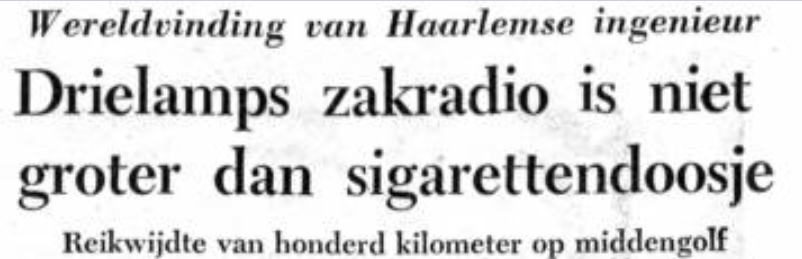 Wereldvinding van Haarlemse ingenieur
Drielamps zakradio is niet
groter dan sigarettendoosje
Reikwijdte van honderd kilometer op middengolf